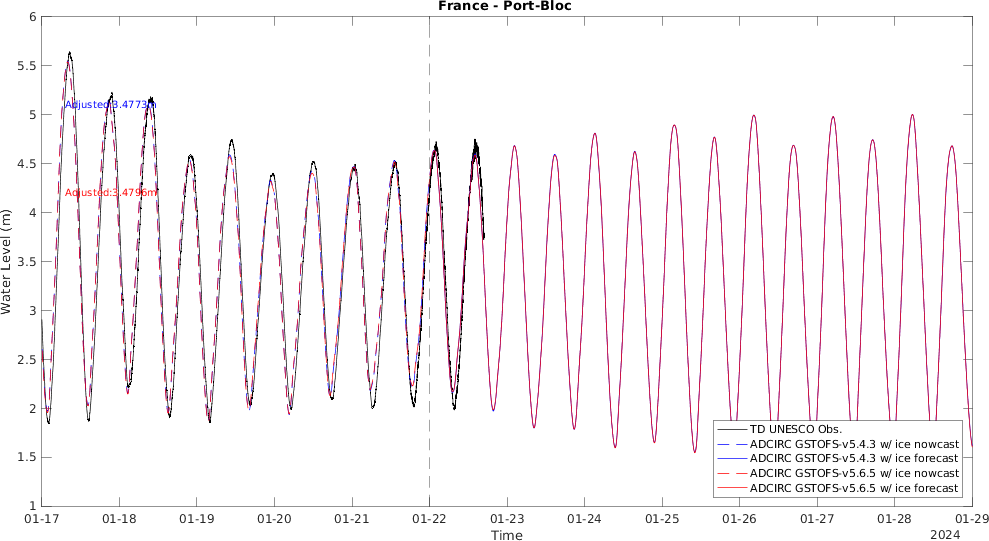 France - Port-Bloc
6
5.5
5
4.5
4
3.5
3
2.5
2
1.5
1
Water Level (m)
Adjusted:3.4773m
Adjusted:3.4796m
TD UNESCO Obs.
ADCIRC GSTOFS-v5.4.3 w/ ice nowcast
ADCIRC GSTOFS-v5.4.3 w/ ice forecast
ADCIRC GSTOFS-v5.6.5 w/ ice nowcast
ADCIRC GSTOFS-v5.6.5 w/ ice forecast
01-17 01-18 01-19 01-20 01-21 01-22 01-23 01-24 01-25 01-26 01-27 01-28 01-29
Time
2024